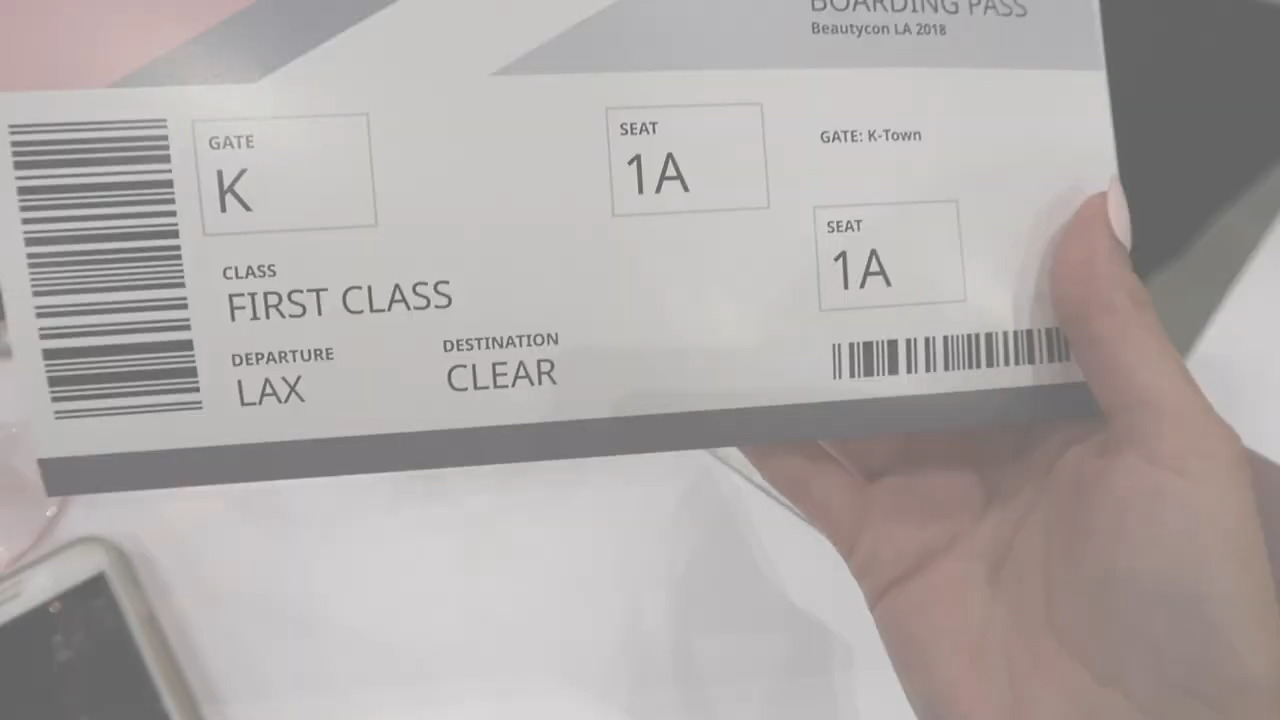 BOARDING PASS
Beautycon LA 2018
GATE
K
SEAT
1A
GATE: K-Town
SEAT
1A
CLASS
FIRST CLASS
DEPARTURE
LAX
DESTINATION
CLEAR